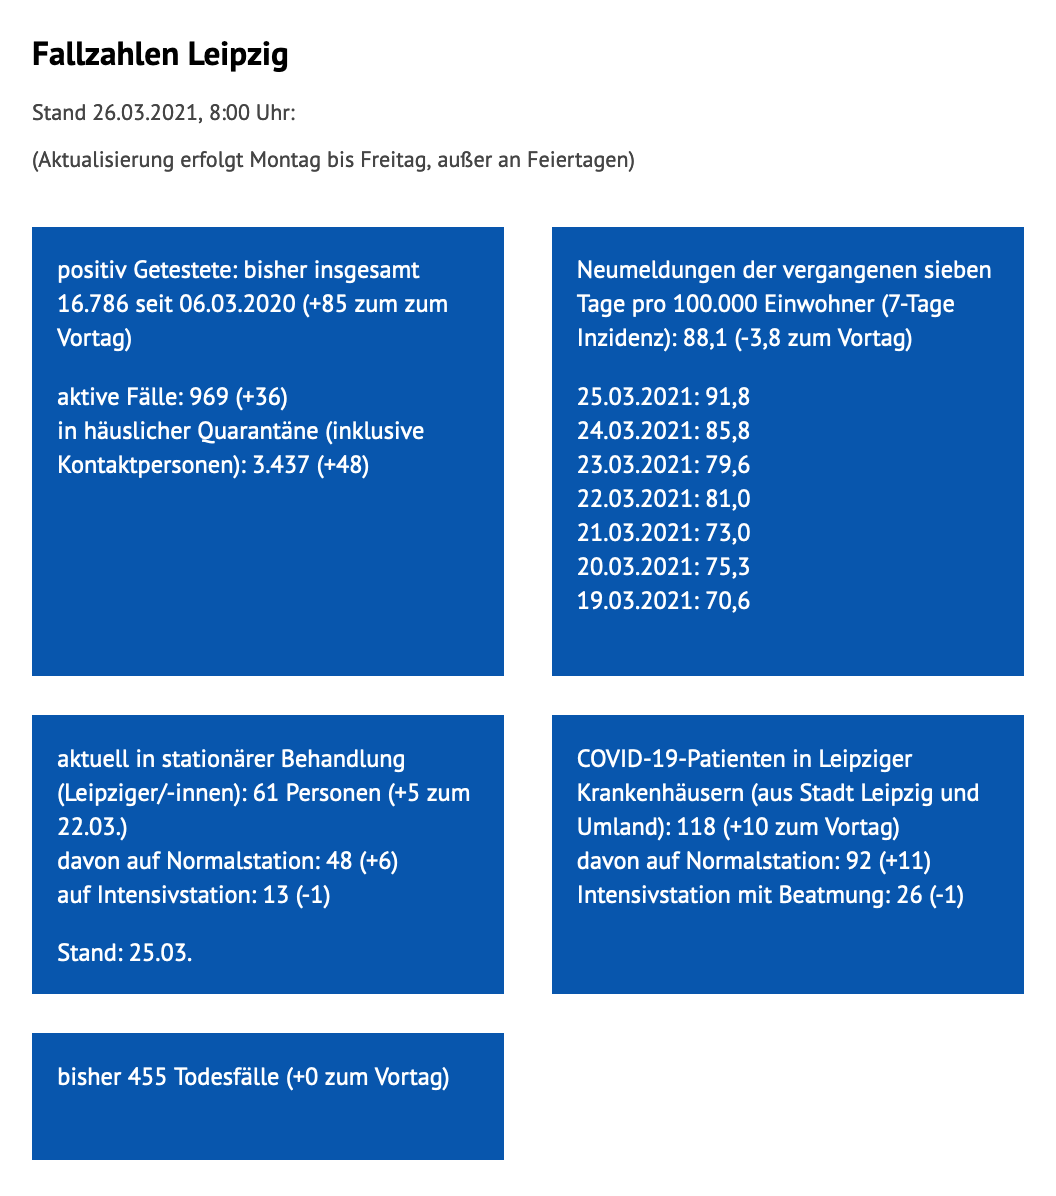 Fallzahlen Leipzig
Stand 26.03.2021, 8:00 Uhr:
(Aktualisierung erfolgt Montag bis Freitag, außer an Feiertagen)
positiv Getestete: bisher insgesamt
16.786 seit 06.03.2020 (+85 zum zum
Vortag)
aktive Fälle: 969 (+36)
in häuslicher Quarantäne (inklusive
Kontaktpersonen): 3.437 (+48)
Neumeldungen der vergangenen sieben
Tage pro 100.000 Einwohner (7-Tage
Inzidenz): 88,1 (-3,8 zum Vortag)
25.03.2021: 91,8
24.03.2021: 85,8
23.03.2021: 79,6
22.03.2021: 81,0
21.03.2021: 73,0
20.03.2021: 75,3
19.03.2021: 70,6
aktuell in stationärer Behandlung
(Leipziger/-innen): 61 Personen (+5 zum
22.03.)
davon auf Normalstation: 48 (+6)
auf Intensivstation: 13 (-1)
Stand: 25.03.
COVID-19-Patienten in Leipziger
Krankenhäusern (aus Stadt Leipzig und
Umland): 118 (+10 zum Vortag)
davon auf Normalstation: 92 (+11)
Intensivstation mit Beatmung: 26 (-1)
bisher 455 Todesfälle (+0 zum Vortag)